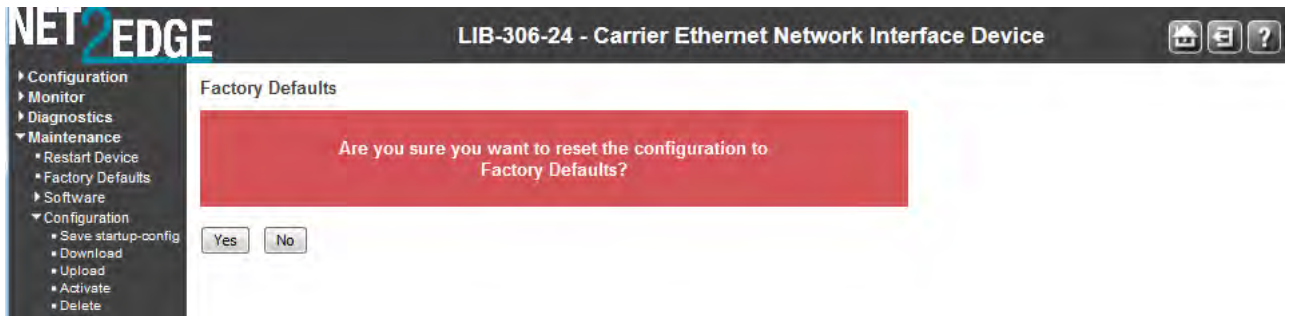 NET2EDGE
LIB-306-24 - Carrier Ethernet Network Interface Device
?
Configuration
Monitor
Diagnostics
Maintenance
Restart Device
Factory Defaults
Software
Configuration
Save startup-config
Download
Upload
Activate
Delete
Factory Defaults
Are you sure you want to reset the configuration to
Factory Defaults?
Yes No